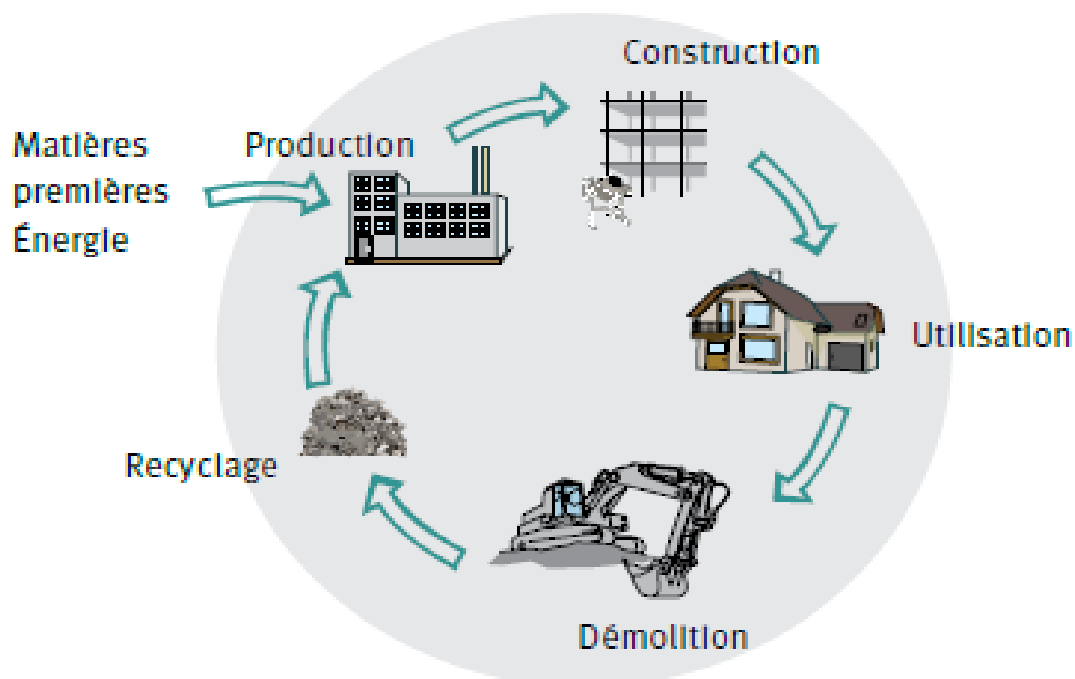 Construction
Matières
premières
Énergie
Production
Utilisation
Recyclage
Démolition